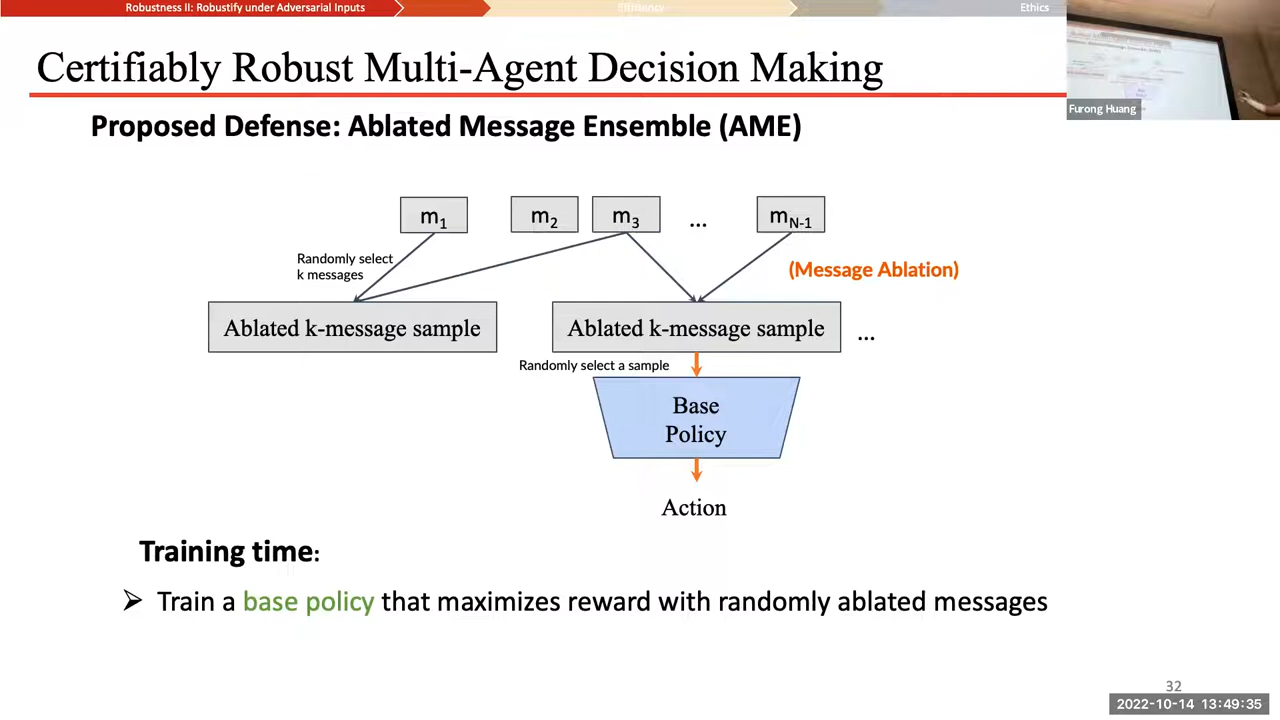 Robustness II: Robustify under Adversarial Inputs
Efficiency
Ethics
Certifiably Robust Multi-Agent Decision Making
Furong Huang
Proposed Defense: Ablated Message Ensemble (AME)
m1
m2
m3
...
mN-1
Randomly select
k messages
(Message Ablation)
Ablated k-message sample
Ablated k-message sample
...
Randomly select a sample
Base
Policy
Action
Training time:
➢ Train a base policy that maximizes reward with randomly ablated messages
32
2022-10-14 13:49:35